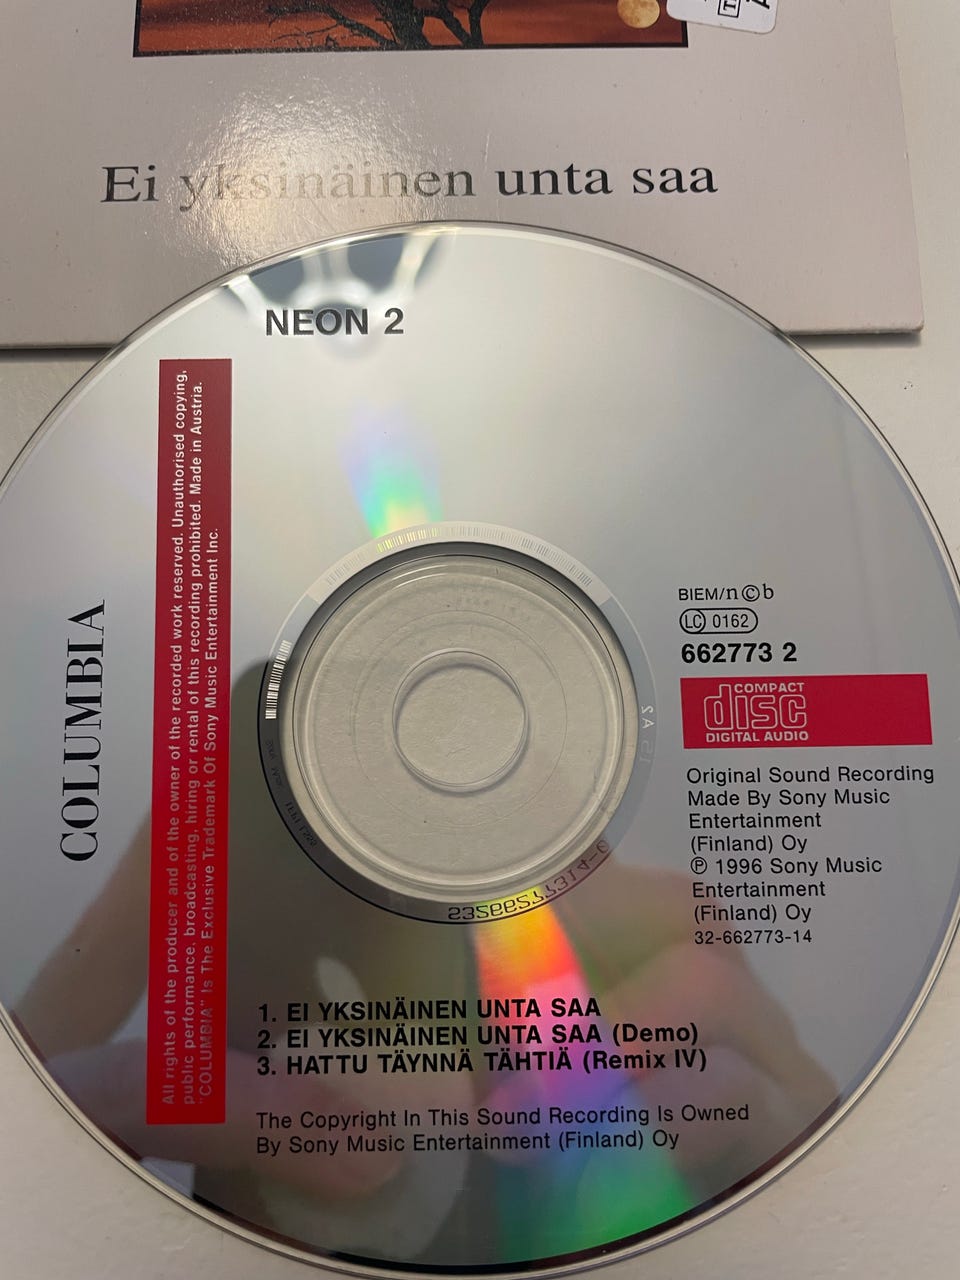 Ei yksinäinen unta saa
NEON 2
COLUMBIA
All rights of the producer and of the owner of the recorded work reserved. Unauthorised copying,
public performance, broadcasting, hiring or rental of this recording prohibited. Made in Austria.
"COLUMBIA" Is The Exclusive Trademark Of Sony Music Entertainment Inc.
BIEM/n©b
LC 0162
662773 2
COMPACT
disc
DIGITAL AUDIO
Original Sound Recording
Made By Sony Music
Entertainment
(Finland) Oy
℗ 1996 Sony Music
Entertainment
(Finland) Oy
32-662773-14
1. EI YKSINÄINEN UNTA SAA
2. EI YKSINÄINEN UNTA SAA (Demo)
3. HATTU TÄYNNÄ TÄHTIÄ (Remix IV)
The Copyright In This Sound Recording Is Owned
By Sony Music Entertainment (Finland) Oy